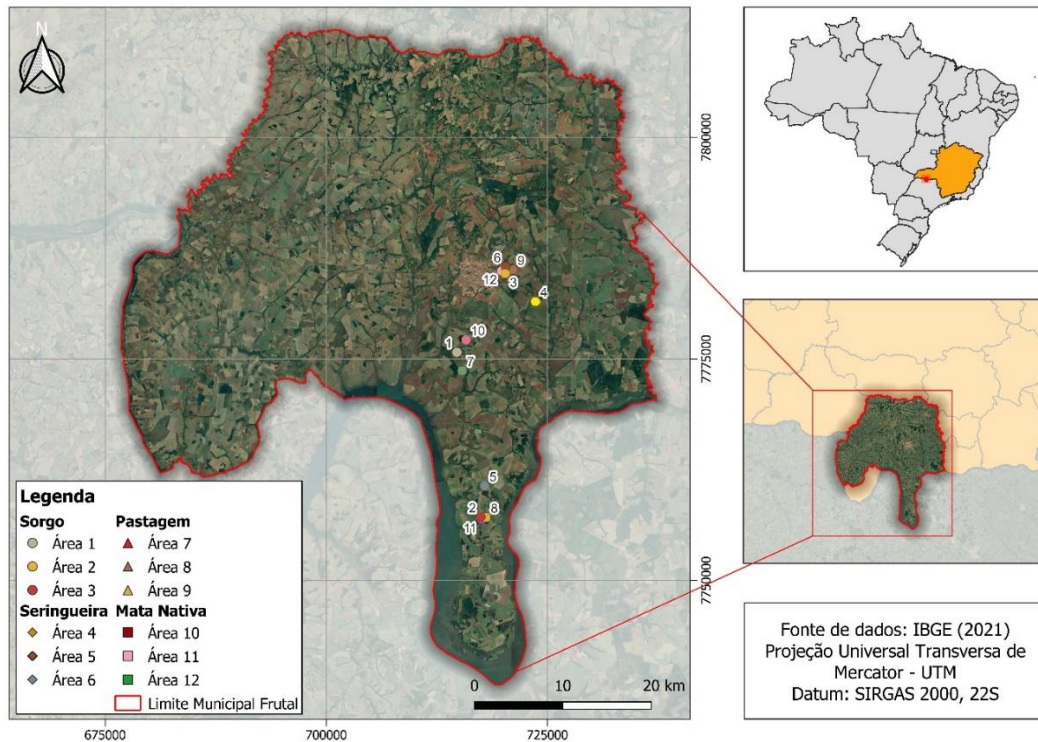 N
7800000
7775000
7750000
6
9
12
3
4
10
1
7
5
2
8
11
Legenda
Sorgo
Área 1
Área 2
Área 3
Seringueira
Área 4
Área 5
Área 6
Pastagem
Área 7
Área 8
Área 9
Mata Nativa
Área 10
Área 11
Área 12
Limite Municipal Frutal
0 10 20 km
675000 700000 725000
Fonte de dados: IBGE (2021)
Projeção Universal Transversa de
Mercator - UTM
Datum: SIRGAS 2000, 22S